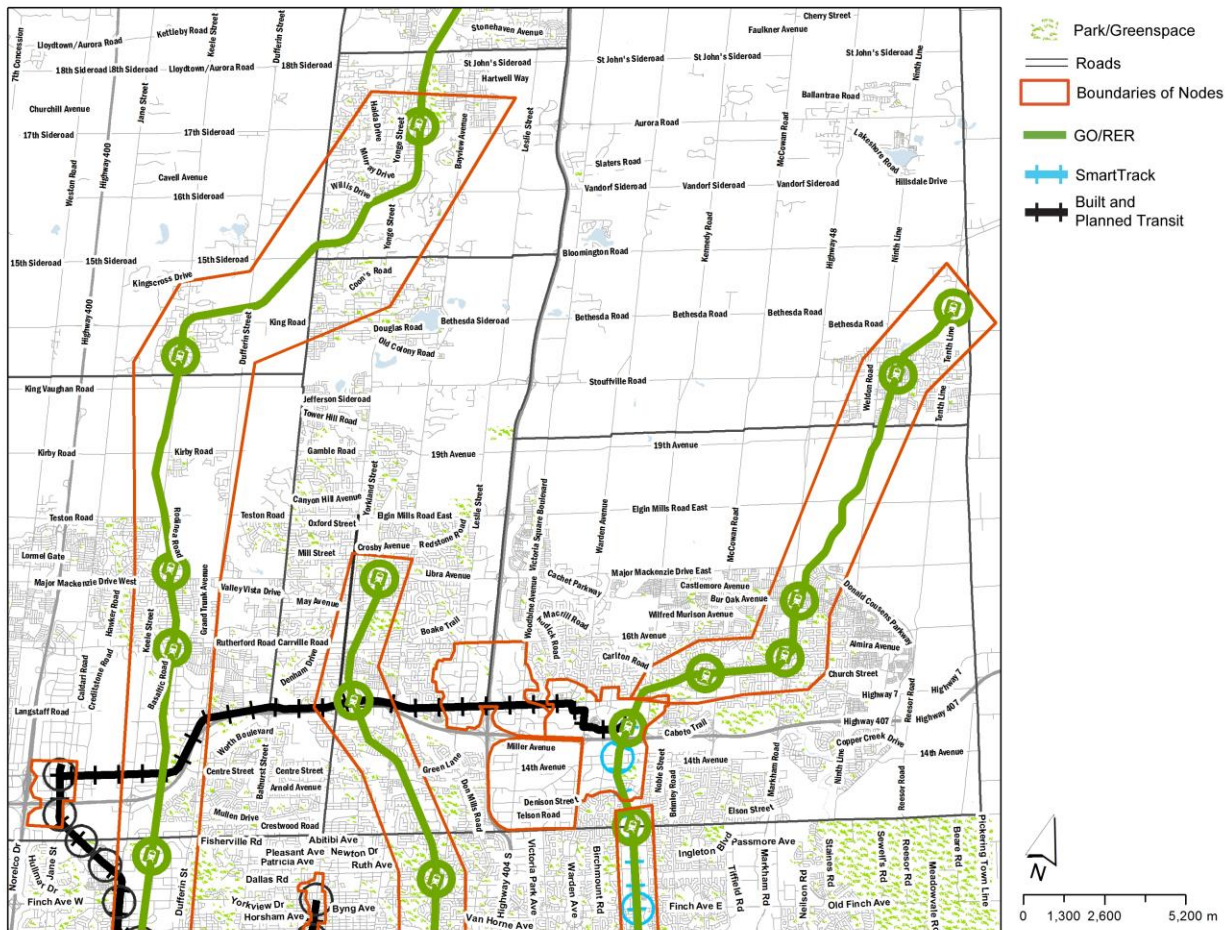 Cherry Street
Faulkner Avenue
Stonehaven Avenue
Kettleby Road
Keele Street
Dufferin Street
7th Concession
Lloydtown/Aurora Road
18th Sideroad
18th Sideroad
Lloydtown/Aurora Road
18th Sideroad
St John's Sideroad
St John's Sideroad
St John's Sideroad
St John's Sideroad
Ninth Line
Hartwell Way
Churchill Avenue
Jane Street
Haida Drive
Yonge Street
Bayview Avenue
Leslie Street
Ballantrae Road
17th Sideroad
17th Sideroad
Aurora Road
McCowan Road
Lakeshore Road
Murray Drive
Weston Road
Highway 400
Cavell Avenue
16th Sideroad
Willis Drive
Slaters Road
Vandorf Sideroad
Vandorf Sideroad
Vandorf Sideroad
Hillsdale Drive
Yonge Street
Kennedy Road
Highway 48
Ninth Line
15th Sideroad
15th Sideroad
15th Sideroad
Bloomington Road
Kingscross Drive
Coon's Road
Highway 400
Dufferin Street
King Road
Douglas Road
Bethesda Sideroad
Bethesda Road
Bethesda Road
Bethesda Road
Bethesda Road
Old Colony Road
Tenth Line
King Vaughan Road
Stouffville Road
Weldon Road
Tenth Line
Jefferson Sideroad
Tower Hill Road
Kirby Road
Kirby Road
Gamble Road
19th Avenue
19th Avenue
Yorkland Street
Canyon Hill Avenue
Leslie Street
Victoria Square Boulevard
Warden Avenue
Teston Road
Rodinea Road
Teston Road
Oxford Street
Elgin Mills Road East
Elgin Mills Road East
Redstone Road
McCowan Road
Lormel Gate
Mill Street
Crosby Avenue
Major Mackenzie Drive West
Libra Avenue
Major Mackenzie Drive East
Hawker Road
Keele Street
Grand Trunk Avenue
Valley Vista Drive
May Avenue
Woodbine Avenue
Cachet Parkway
Castlemore Avenue
Bur Oak Avenue
Donald Cousens Parkway
Macrill Road
Wilfred Murison Avenue
Rutherford Road
Carrville Road
Boake Trail
16th Avenue
Almira Avenue
Carlton Road
Church Street
Caldari Road
Creditstone Road
Basaltic Road
Denham Drive
Highway 7
Highway 7
Reesor Road
Langstaff Road
Caboto Trail
Highway 407
Highway 407
Worth Boulevard
Miller Avenue
Copper Creek Drive
Bathurst Street
Centre Street
Centre Street
Green Lane
14th Avenue
Noble Street
14th Avenue
Markham Road
Ninth Line
14th Avenue
Arnold Avenue
Don Mills Road
Brimley Road
Reesor Road
Mullen Drive
Denison Street
Elson Street
Crestwood Road
Telson Road
Pickering Town Line
Norelco Dr
Jane St
Hullmar Dr
Fisherville Rd
Abitibi Ave
Pleasant Ave
Newton Dr
Patricia Ave
Ruth Ave
Highway 404 S
Victoria Park Ave
Warden Ave
Birchmount Rd
Ingleton Blvd
Passmore Ave
Tiffield Rd
Markham Rd
Neilson Rd
Staines Rd
Sewell's Rd
Reesor Rd
Meadowvale Rd
Beare Rd
Dufferin St
Dallas Rd
Finch Ave W
Yorkview Dr
Horsham Ave
Byng Ave
Van Horne Ave
Finch Ave E
Old Finch Ave
Park/Greenspace
Roads
Boundaries of Nodes
GO/RER
SmartTrack
Built and
Planned Transit
N
0 1,300 2,600 5,200 m